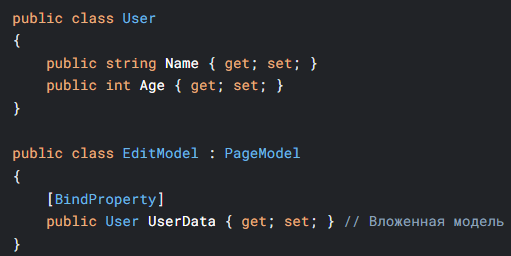 public class User
{
    public string Name { get; set; }
    public int Age { get; set; }
}

public class EditModel : PageModel
{
    [BindProperty]
    public User UserData { get; set; } // Вложенная модель
}